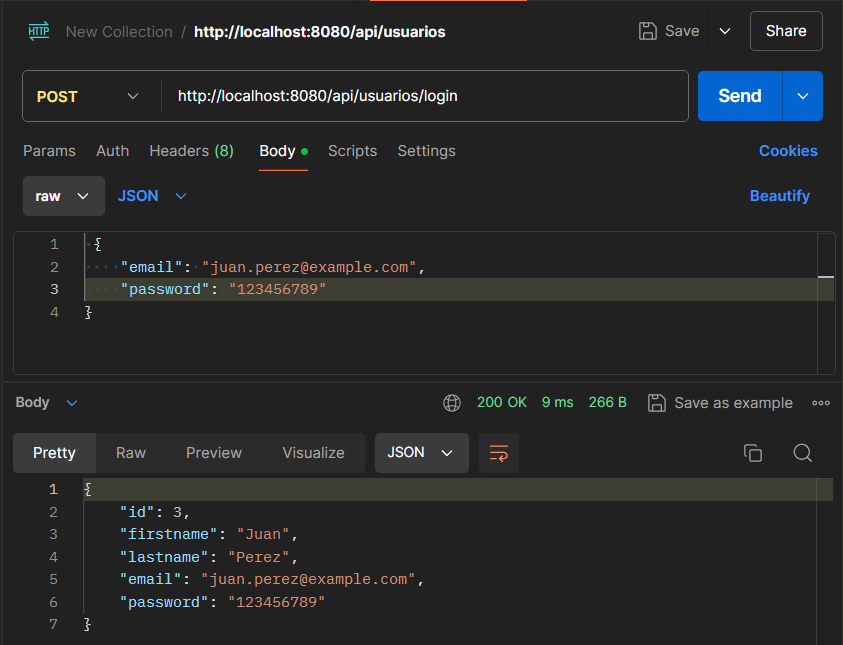 HTTP New Collection / http://localhost:8080/api/usuarios Save Share
POST http://localhost:8080/api/usuarios/login Send
Params Auth Headers (8) Body Scripts Settings Cookies
raw JSON Beautify
1 {
2 "email": "juan.perez@example.com",
3 "password": "123456789"
4 }
Body 200 OK 9 ms 266 B Save as example
Pretty Raw Preview Visualize JSON
1 {
2 "id": 3,
3 "firstname": "Juan",
4 "lastname": "Perez",
5 "email": "juan.perez@example.com",
6 "password": "123456789"
7 }